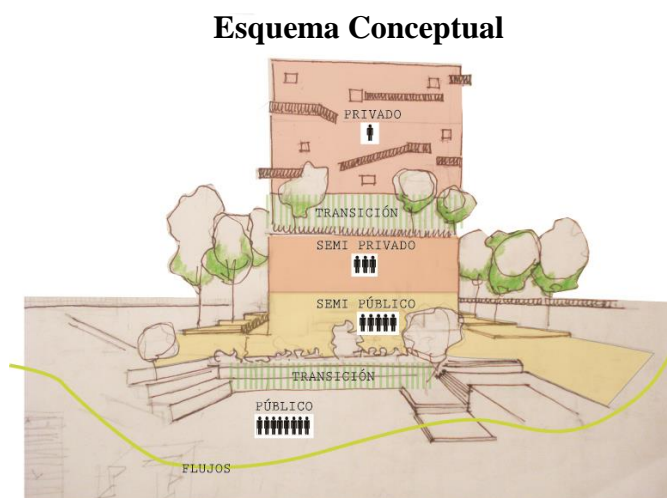 Esquema Conceptual
PRIVADO
TRANSICIÓN
SEMI PRIVADO
SEMI PÚBLICO
TRANSICIÓN
PÚBLICO
FLUJOS